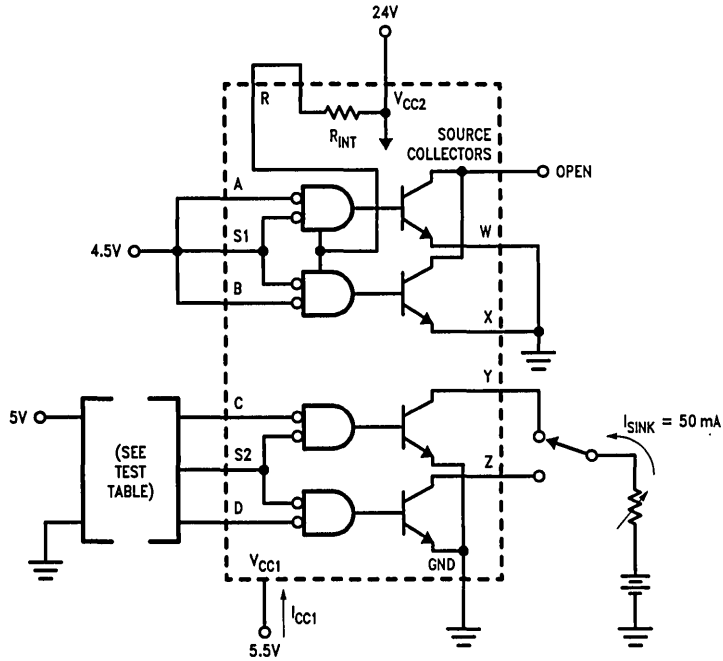 24V
R
VCC2
RINT
SOURCE
COLLECTORS
OPEN
A
W
4.5V
S1
B
X
Y
C
5V
ISINK = 50 mA
(SEE
TEST
TABLE)
S2
Z
D
VCC1
GND
ICC1
5.5V